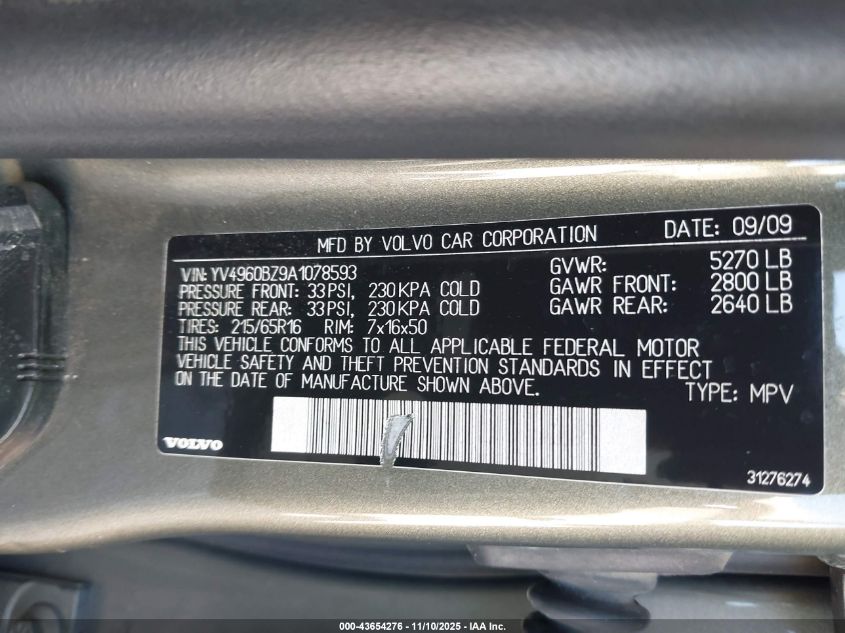 MFD BY VOLVO CAR CORPORATION DATE: 09/09
VIN: YV4960BZ9A1078593 GVWR: 5270 LB
PRESSURE FRONT: 33PSI, 230KPA COLD GAWR FRONT: 2800 LB
PRESSURE REAR: 33PSI, 230KPA COLD GAWR REAR: 2640 LB
TIRES: 215/65R16 RIM: 7x16x50
THIS VEHICLE CONFORMS TO ALL APPLICABLE FEDERAL MOTOR
VEHICLE SAFETY AND THEFT PREVENTION STANDARDS IN EFFECT
ON THE DATE OF MANUFACTURE SHOWN ABOVE.
TYPE: MPV
VOLVO
31276274
000-43654276 - 11/10/2025 - IAA Inc.